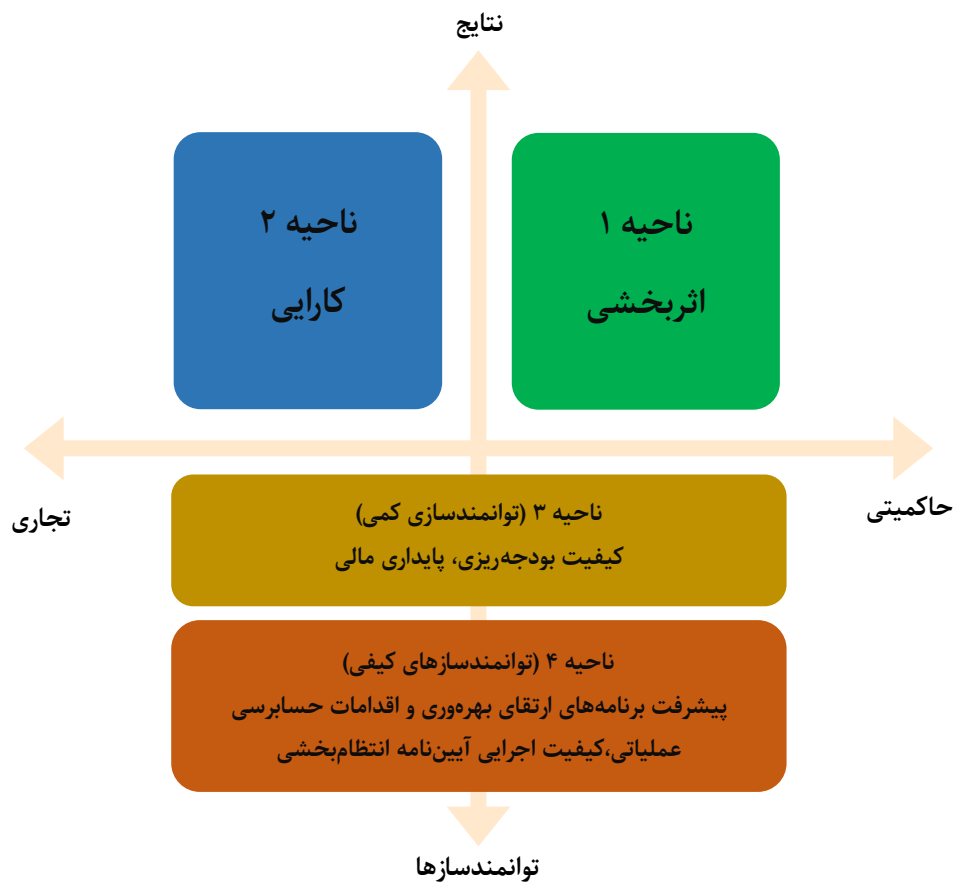 نتایج
ناحیه ۱
اثربخشی
ناحیه ۲
کارایی
حاکمیتی
تجاری
ناحیه ۳ (توانمندسازی کمی)
کیفیت بودجه‌ریزی، پایداری مالی
ناحیه ۴ (توانمندسازهای کیفی)
پیشرفت برنامه‌های ارتقای بهره‌وری و اقدامات حسابرسی
عملیاتی،کیفیت اجرایی آیین‌نامه انتظام‌بخشی
توانمندسازها